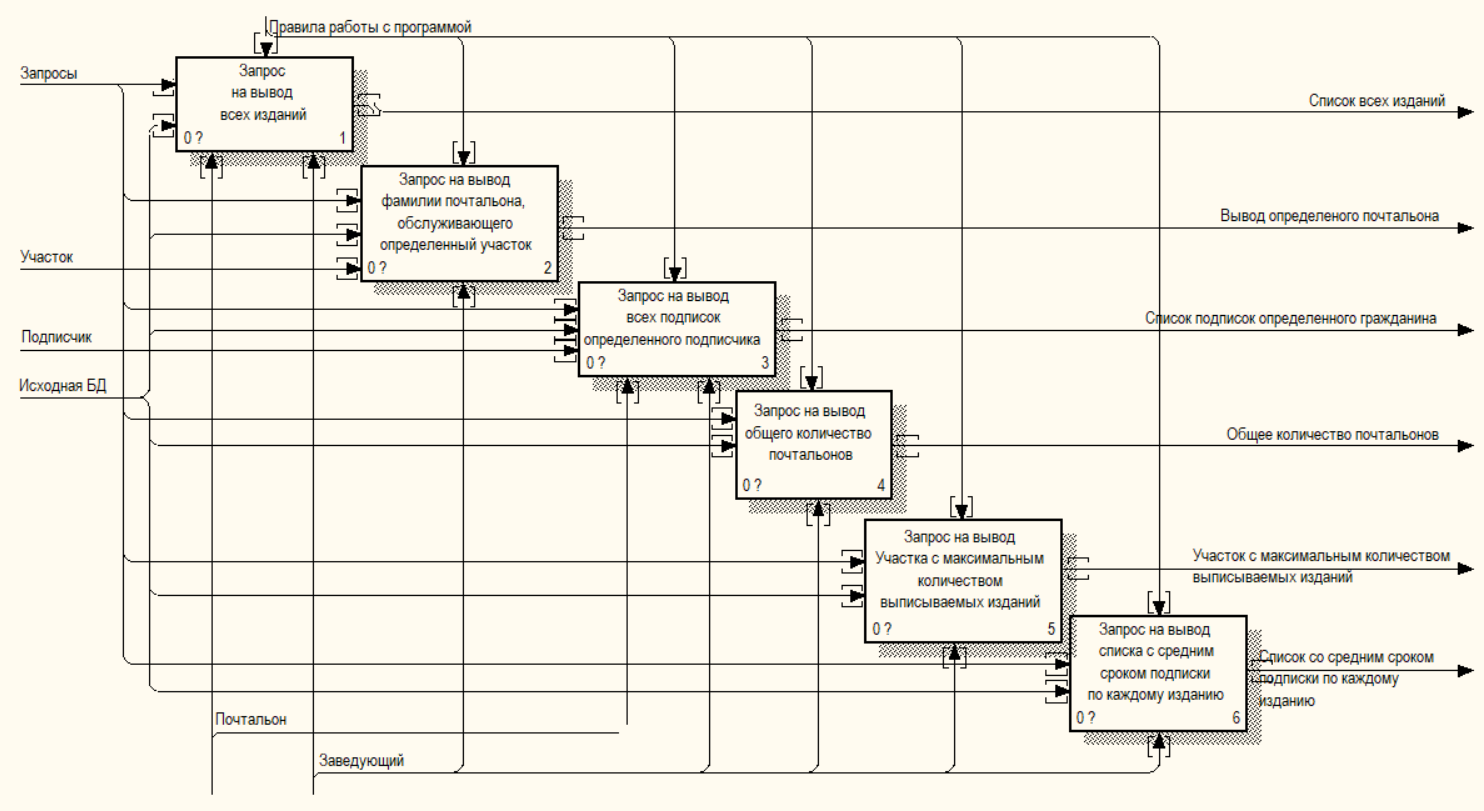 Правила работы с программой
Запросы
Запрос
на вывод
всех изданий
0 ?
1
Список всех изданий
Запрос на вывод
фамилии почтальона,
обслуживающего
определенный участок
0 ?
2
Вывод определеного почтальона
Участок
Запрос на вывод
всех подписок
определенного подписчика
0 ?
3
Список подписок определенного гражданина
Подписчик
Исходная БД
Запрос на вывод
общего количество
почтальонов
0 ?
4
Общее количество почтальонов
Запрос на вывод
Участка с максимальным
количеством
выписываемых изданий
0 ?
5
Участок с максимальным количеством
выписываемых изданий
Запрос на вывод
списка с средним
сроком подписки
по каждому изданию
0 ?
6
Список со средним сроком
подписки по каждому
изданию
Почтальон
Заведующий